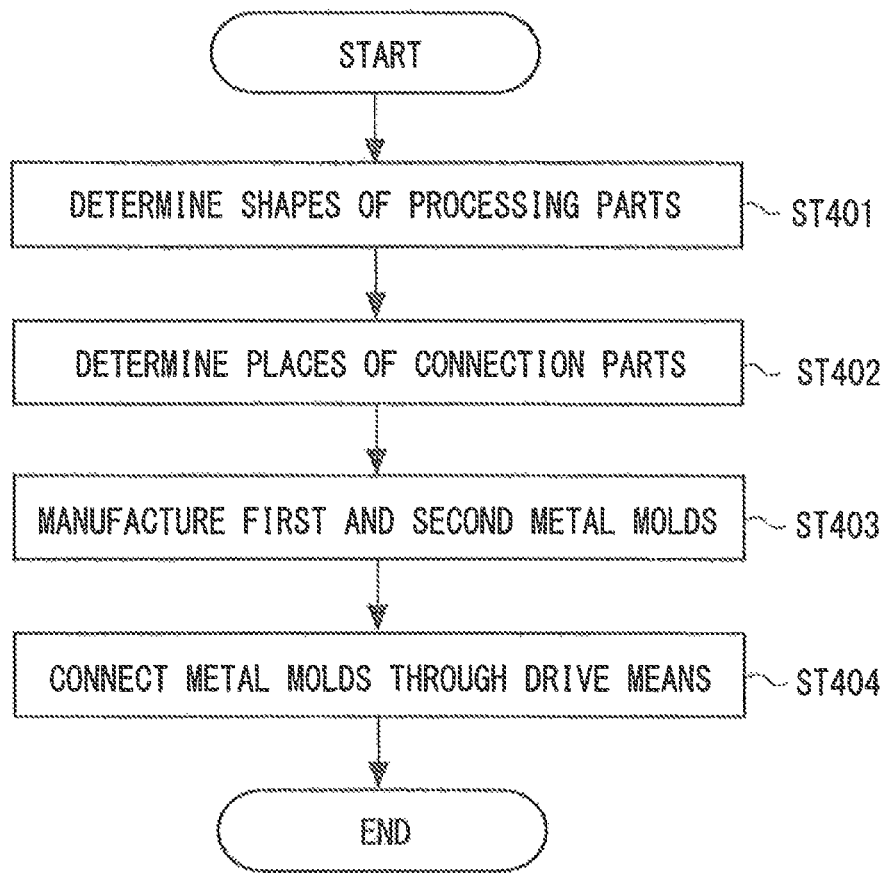 START
DETERMINE SHAPES OF PROCESSING PARTS
ST401
DETERMINE PLACES OF CONNECTION PARTS
ST402
MANUFACTURE FIRST AND SECOND METAL MOLDS
ST403
CONNECT METAL MOLDS THROUGH DRIVE MEANS
ST404
END